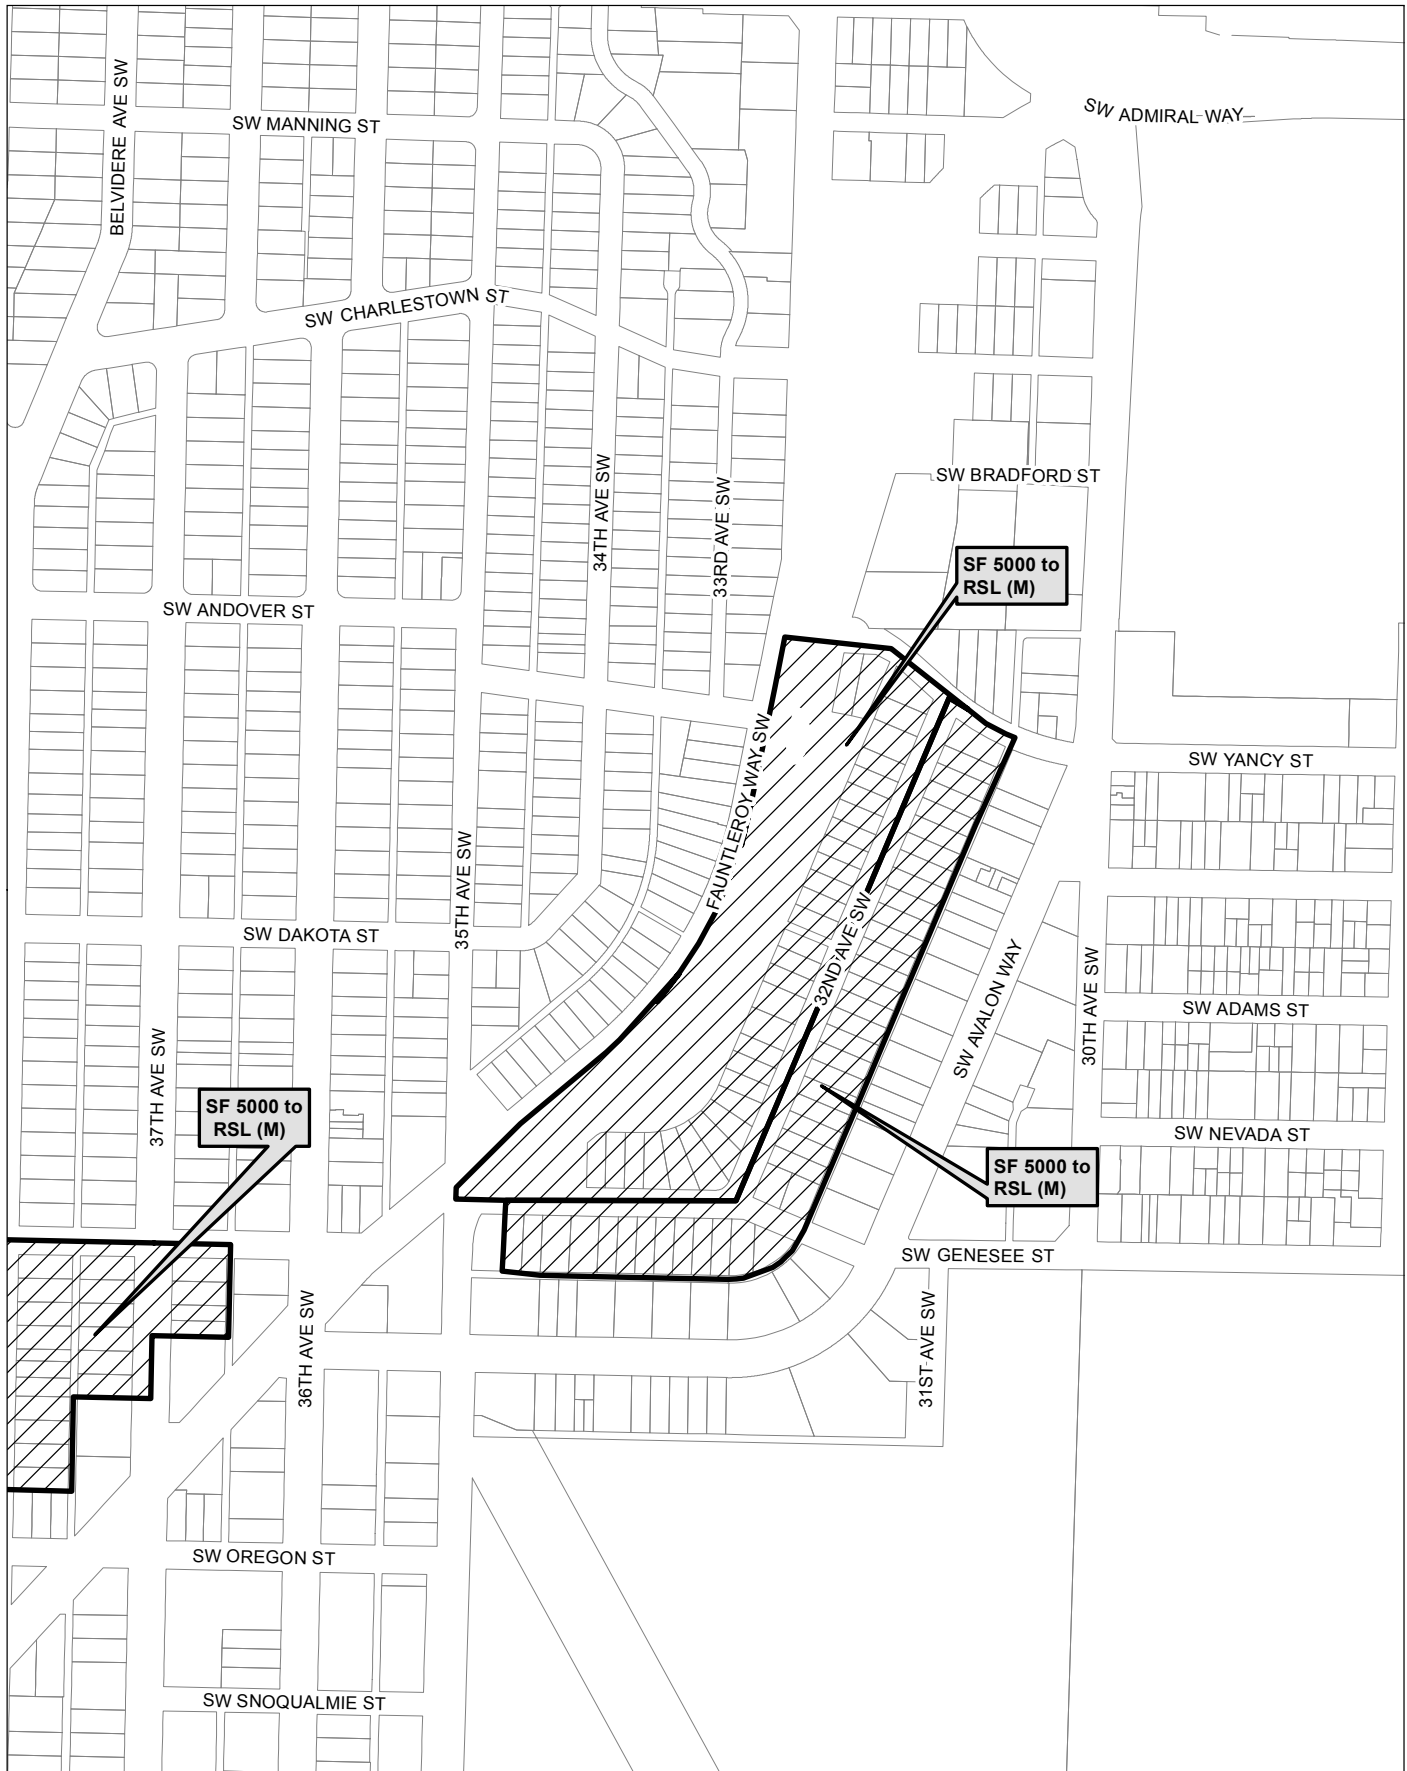 BELVIDERE AVE SW
SW MANNING ST
SW ADMIRAL WAY
SW CHARLESTOWN ST
34TH AVE SW
33RD AVE SW
SW BRADFORD ST
SF 5000 to
RSL (M)
SW ANDOVER ST
FAUNTLEROY WAY SW
SW YANCY ST
35TH AVE SW
SW DAKOTA ST
32ND AVE SW
SW AVALON WAY
30TH AVE SW
SW ADAMS ST
37TH AVE SW
SF 5000 to
RSL (M)
SW NEVADA ST
SF 5000 to
RSL (M)
SW GENESEE ST
36TH AVE SW
31ST AVE SW
SW OREGON ST
SW SNOQUALMIE ST